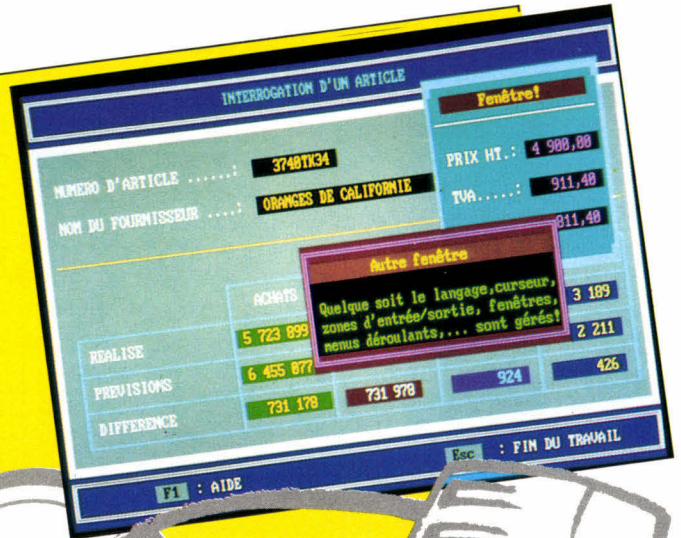 INTERROGATION D'UN ARTICLE
Fenêtre!
NUMERO D'ARTICLE ......: 3740TK34
PRIX HT.: 4 900,00
NOM DU FOURNISSEUR ....: ORANGES DE CALIFORNIE
TVA.....: 911,40
811,40
Autre fenêtre
Quelque soit le langage,curseur,
zones d'entrée/sortie, fenêtres,
menus déroulants,... sont gérés!
ACHATS
REALISE 5 723 899 3 189
PREVISIONS 6 455 077 2 211
DIFFERENCE 731 178 731 978 924 426
F1 : AIDE
Esc : FIN DU TRAVAIL